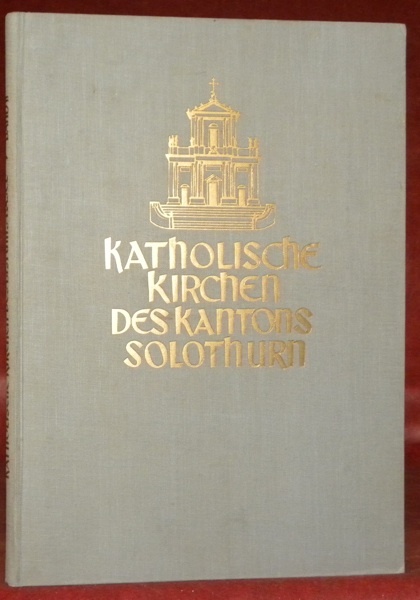 KATHOLISCHE
KIRCHEN
DES KANTONS
SOLOTHURN